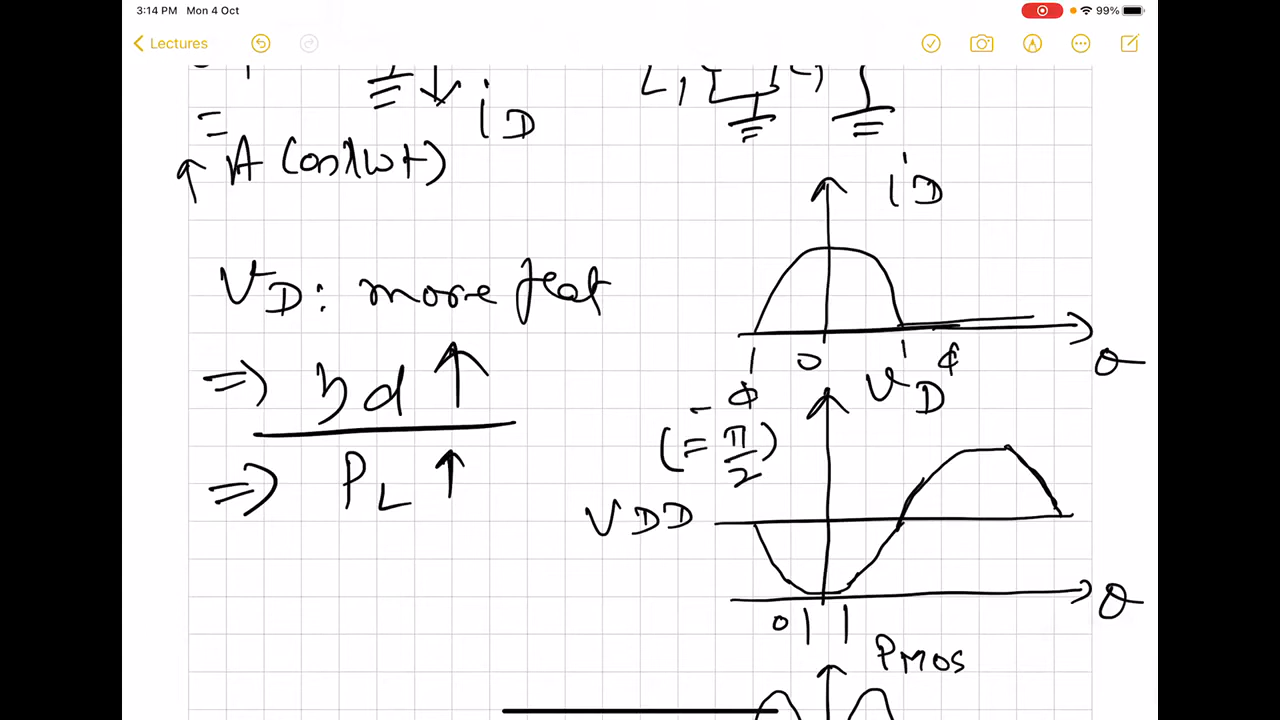 3:14 PM Mon 4 Oct
99%
Lectures
L1
iD
=
↑ A cos(ωt)
iD
VD: more flat
-φ 0 φ θ
⇒ ηd ↑
VD
(= π/2)
⇒ PL ↑
VDD
θ
0
PMOS